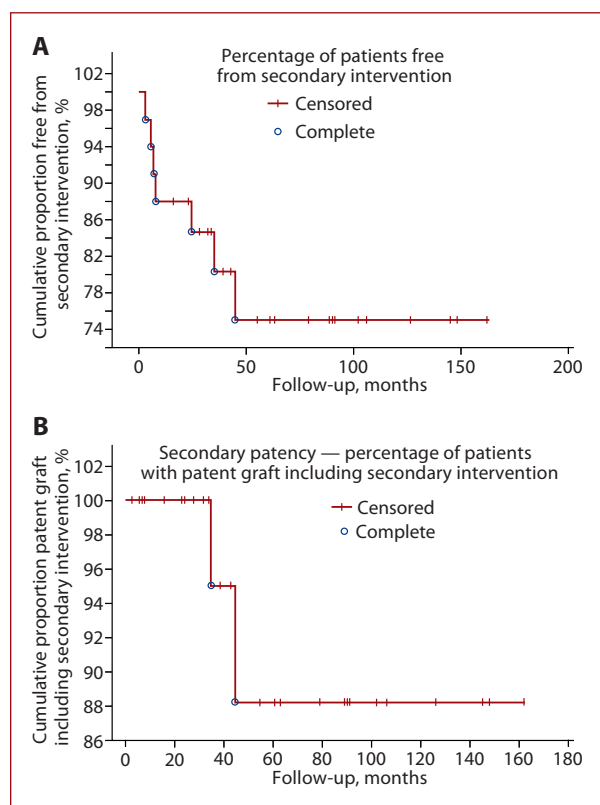 A
Percentage of patients free
from secondary intervention
Censored
Complete
Cumulative proportion free from
secondary intervention, %
102
98
94
90
86
82
78
74
0 50 100 150 200
Follow-up, months
B
Secondary patency — percentage of patients
with patent graft including secondary intervention
Censored
Complete
Cumulative proportion patent graft
including secondary intervention, %
102
100
98
96
94
92
90
88
86
0 20 40 60 80 100 120 140 160 180
Follow-up, months